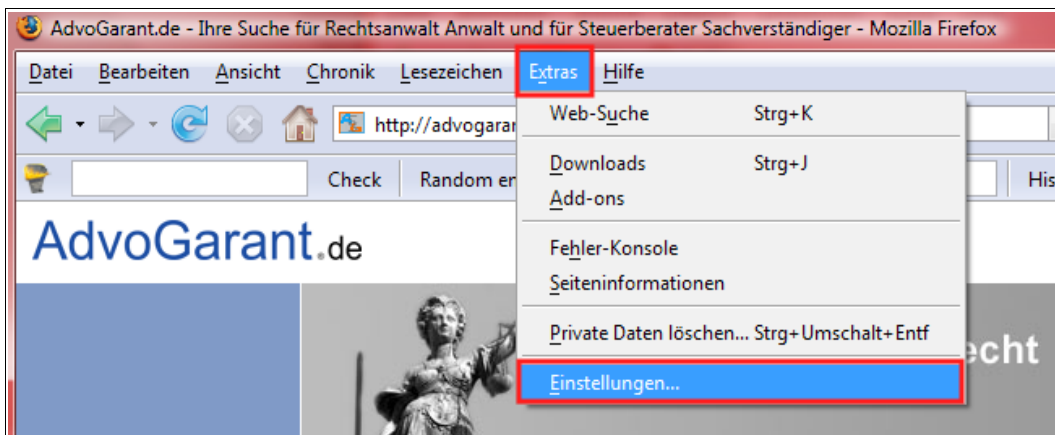 AdvoGarant.de - Ihre Suche für Rechtsanwalt Anwalt und für Steuerberater Sachverständiger - Mozilla Firefox
Datei Bearbeiten Ansicht Chronik Lesezeichen Extras Hilfe
http://advogarar
Web-Suche Strg+K
Downloads Strg+J
Add-ons
Fehler-Konsole
Seiteninformationen
Private Daten löschen... Strg+Umschalt+Entf
Einstellungen...
Check Random er His
AdvoGarant.de
echt